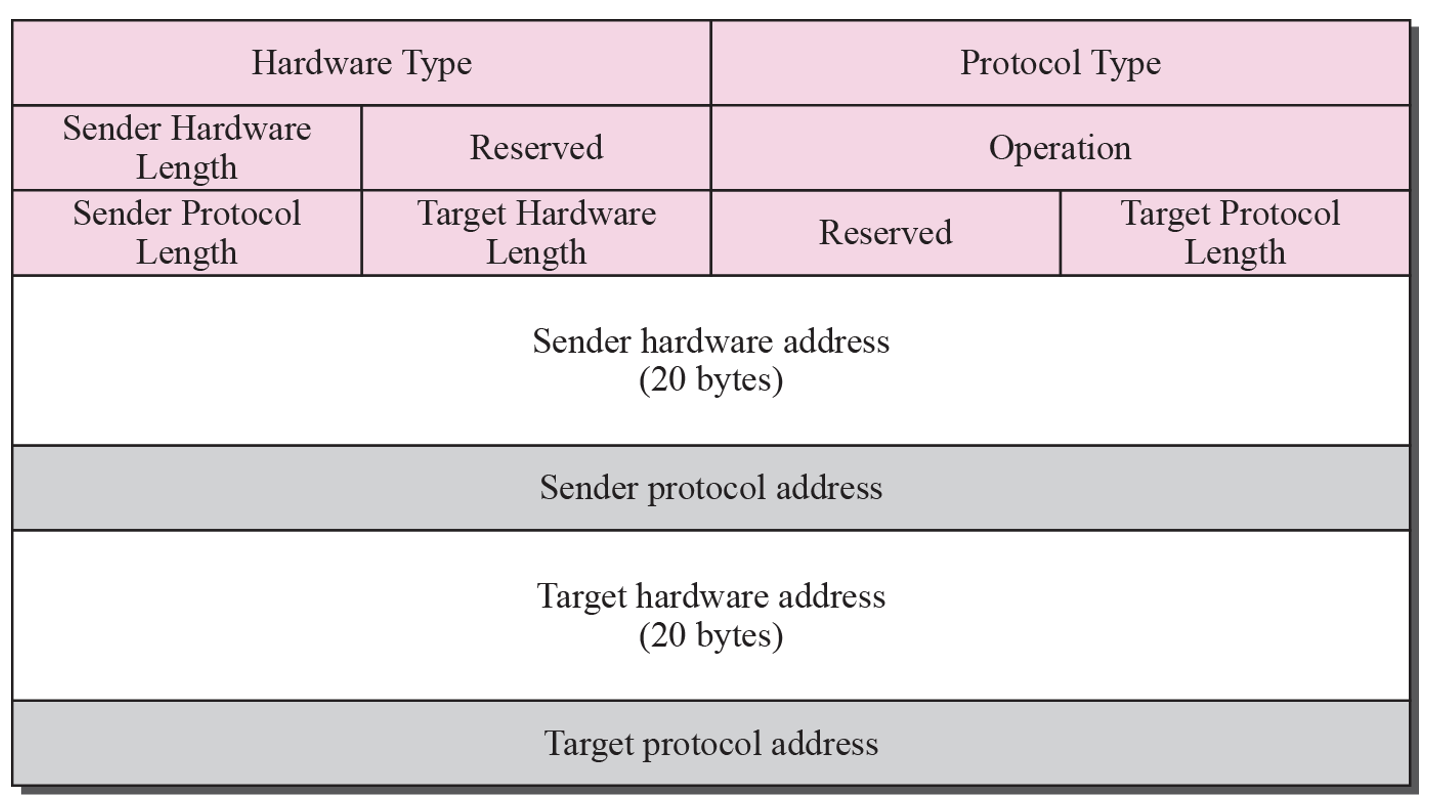 Hardware Type
Protocol Type
Sender Hardware
Length
Reserved
Operation
Sender Protocol
Length
Target Hardware
Length
Reserved
Target Protocol
Length
Sender hardware address
(20 bytes)
Sender protocol address
Target hardware address
(20 bytes)
Target protocol address